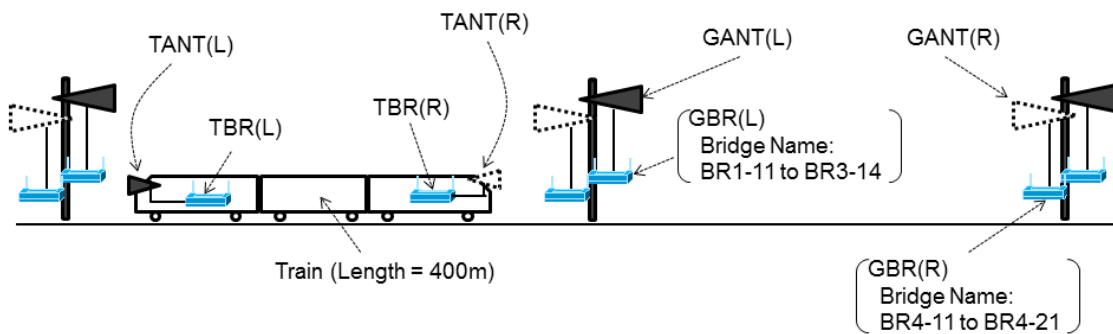 TANT(L)
TANT(R)
GANT(L)
GANT(R)
TBR(L)
TBR(R)
GBR(L)
Bridge Name:
BR1-11 to BR3-14
Train (Length = 400m)
GBR(R)
Bridge Name:
BR4-11 to BR4-21